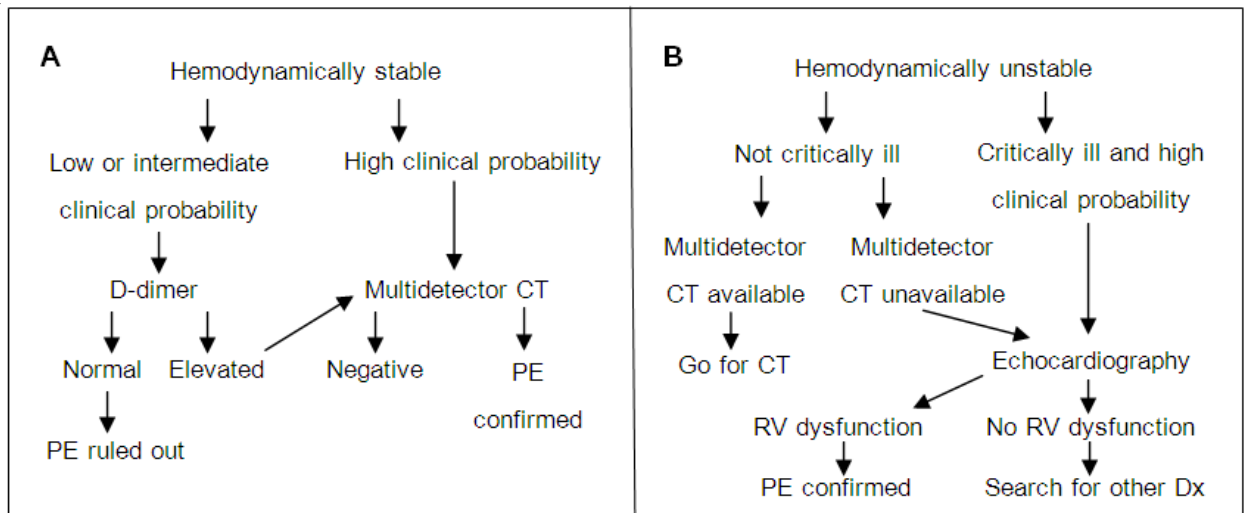 A
Hemodynamically stable
Low or intermediate
clinical probability
High clinical probability
D-dimer
Multidetector CT
Normal
Elevated
Negative
PE
confirmed
PE ruled out
B
Hemodynamically unstable
Not critically ill
Critically ill and high
clinical probability
Multidetector
CT available
Multidetector
CT unavailable
Go for CT
Echocardiography
RV dysfunction
No RV dysfunction
PE confirmed
Search for other Dx